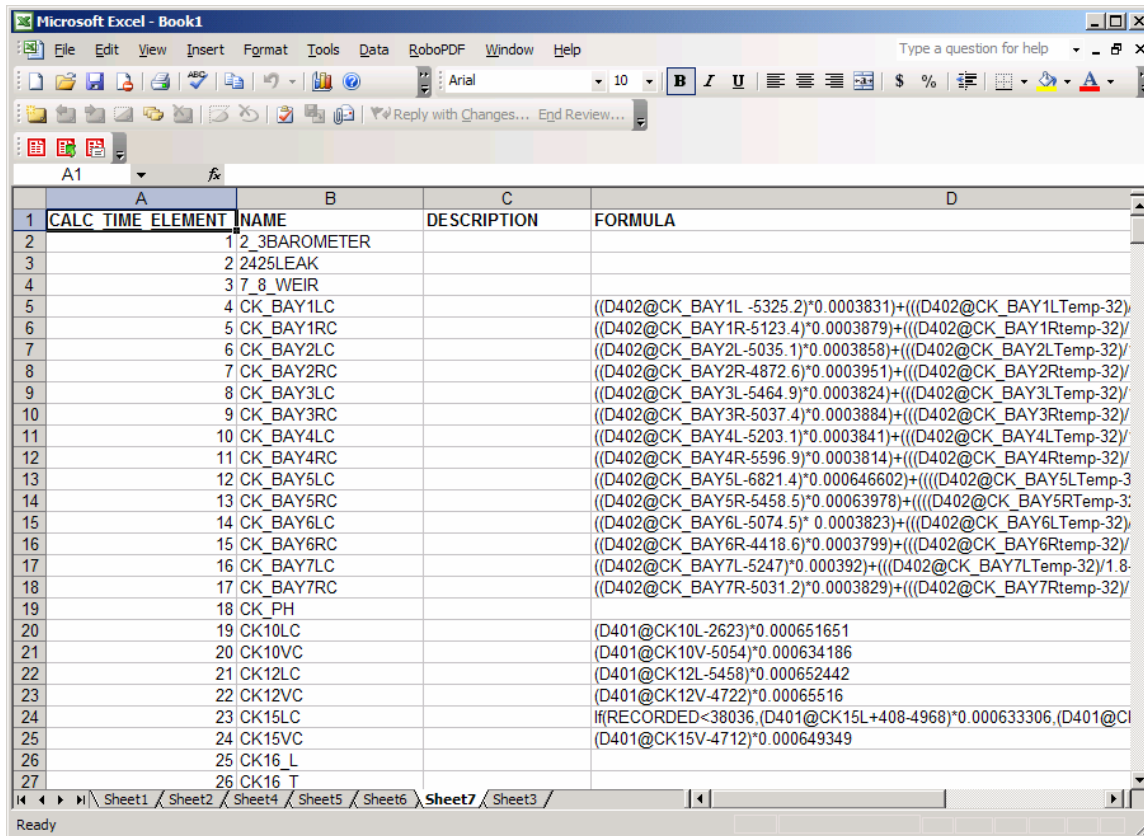 Microsoft Excel - Book1
File Edit View Insert Format Tools Data RoboPDF Window Help Type a question for help
ABC Arial 10 B I U $ % A
Reply with Changes... End Review...
A1 fx
A B C D
1 CALC_TIME_ELEMENT_ NAME DESCRIPTION FORMULA
2 1 2_3BAROMETER
3 2 2425LEAK
4 3 7_8_WEIR
5 4 CK_BAY1LC ((D402@CK_BAY1L -5325.2)*0.0003831)+(((D402@CK_BAY1LTemp-32)/
6 5 CK_BAY1RC ((D402@CK_BAY1R-5123.4)*0.0003879)+(((D402@CK_BAY1Rtemp-32)/
7 6 CK_BAY2LC ((D402@CK_BAY2L-5035.1)*0.0003858)+(((D402@CK_BAY2LTemp-32)/
8 7 CK_BAY2RC ((D402@CK_BAY2R-4872.6)*0.0003951)+(((D402@CK_BAY2Rtemp-32)/
9 8 CK_BAY3LC ((D402@CK_BAY3L-5464.9)*0.0003824)+(((D402@CK_BAY3LTemp-32)/
10 9 CK_BAY3RC ((D402@CK_BAY3R-5037.4)*0.0003884)+(((D402@CK_BAY3Rtemp-32)/
11 10 CK_BAY4LC ((D402@CK_BAY4L-5203.1)*0.0003841)+(((D402@CK_BAY4LTemp-32)/
12 11 CK_BAY4RC ((D402@CK_BAY4R-5596.9)*0.0003814)+(((D402@CK_BAY4Rtemp-32)/
13 12 CK_BAY5LC ((D402@CK_BAY5L-6821.4)*0.000646602)+((((D402@CK_BAY5LTemp-3
14 13 CK_BAY5RC ((D402@CK_BAY5R-5458.5)*0.00063978)+((((D402@CK_BAY5RTemp-32
15 14 CK_BAY6LC ((D402@CK_BAY6L-5074.5)* 0.0003823)+(((D402@CK_BAY6LTemp-32)/
16 15 CK_BAY6RC ((D402@CK_BAY6R-4418.6)*0.0003799)+(((D402@CK_BAY6Rtemp-32)/
17 16 CK_BAY7LC ((D402@CK_BAY7L-5247)*0.000392)+(((D402@CK_BAY7LTemp-32)/1.8-
18 17 CK_BAY7RC ((D402@CK_BAY7R-5031.2)*0.0003829)+(((D402@CK_BAY7Rtemp-32)/
19 18 CK_PH
20 19 CK10LC (D401@CK10L-2623)*0.000651651
21 20 CK10VC (D401@CK10V-5054)*0.000634186
22 21 CK12LC (D401@CK12L-5458)*0.000652442
23 22 CK12VC (D401@CK12V-4722)*0.00065516
24 23 CK15LC If(RECORDED<38036,(D401@CK15L+408-4968)*0.000633306,(D401@CI
25 24 CK15VC (D401@CK15V-4712)*0.000649349
26 25 CK16_L
27 26 CK16_T
Sheet1 Sheet2 Sheet4 Sheet5 Sheet6 Sheet7 Sheet3
Ready